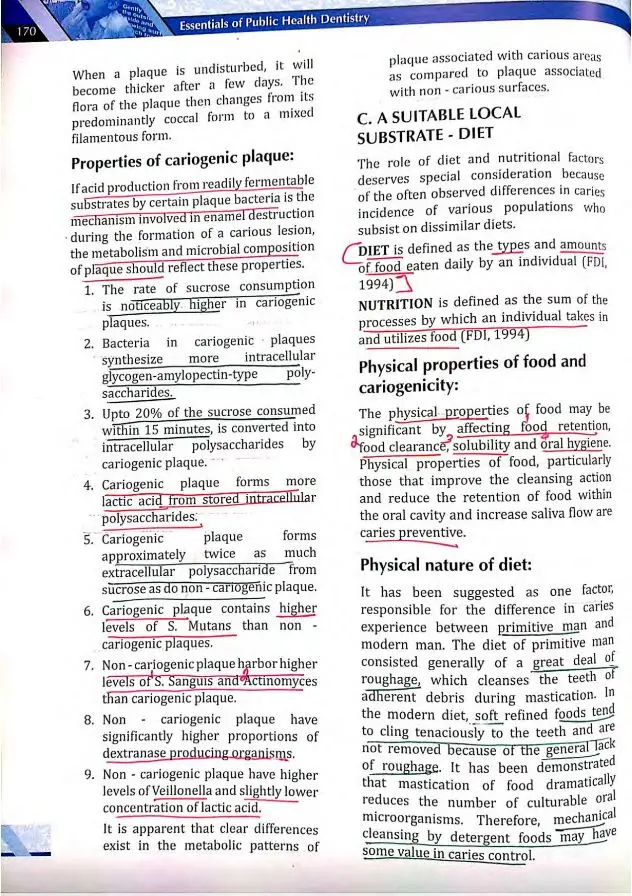 170
Essentials of Public Health Dentistry
When a plaque is undisturbed, it will
become thicker after a few days. The
flora of the plaque then changes from its
predominantly coccal form to a mixed
filamentous form.
Properties of cariogenic plaque:
If acid production from readily fermentable
substrates by certain plaque bacteria is the
mechanism involved in enamel destruction
during the formation of a carious lesion,
the metabolism and microbial composition
of plaque should reflect these properties.
1. The rate of sucrose consumption
is noticeably higher in cariogenic
plaques.
2. Bacteria in cariogenic plaques
synthesize more intracellular
glycogen-amylopectin-type poly-
saccharides.
3. Upto 20% of the sucrose consumed
within 15 minutes, is converted into
intracellular polysaccharides by
cariogenic plaque.
4. Cariogenic plaque forms more
lactic acid from stored intracellular
polysaccharides.
5. Cariogenic plaque forms
approximately twice as much
extracellular polysaccharide from
sucrose as do non - cariogenic plaque.
6. Cariogenic plaque contains higher
levels of S. Mutans than non -
cariogenic plaques.
7. Non - cariogenic plaque harbor higher
levels of S. Sanguis and Actinomyces
than cariogenic plaque.
8. Non - cariogenic plaque have
significantly higher proportions of
dextranase producing organisms.
9. Non - cariogenic plaque have higher
levels of Veillonella and slightly lower
concentration of lactic acid.
It is apparent that clear differences
exist in the metabolic patterns of
plaque associated with carious areas
as compared to plaque associated
with non - carious surfaces.
C. A SUITABLE LOCAL
SUBSTRATE - DIET
The role of diet and nutritional factors
deserves special consideration because
of the often observed differences in caries
incidence of various populations who
subsist on dissimilar diets.
DIET is defined as the types and amounts
of food eaten daily by an individual (FDI,
1994)
NUTRITION is defined as the sum of the
processes by which an individual takes in
and utilizes food (FDI, 1994)
Physical properties of food and
cariogenicity:
The physical properties of food may be
significant by affecting food retention,
food clearance, solubility and oral hygiene.
Physical properties of food, particularly
those that improve the cleansing action
and reduce the retention of food within
the oral cavity and increase saliva flow are
caries preventive.
Physical nature of diet:
It has been suggested as one factor,
responsible for the difference in caries
experience between primitive man and
modern man. The diet of primitive man
consisted generally of a great deal of
roughage, which cleanses the teeth of
adherent debris during mastication. In
the modern diet, soft refined foods tend
to cling tenaciously to the teeth and are
not removed because of the general lack
of roughage. It has been demonstrated
that mastication of food dramatically
reduces the number of culturable oral
microorganisms. Therefore, mechanical
cleansing by detergent foods may have
some value in caries control.